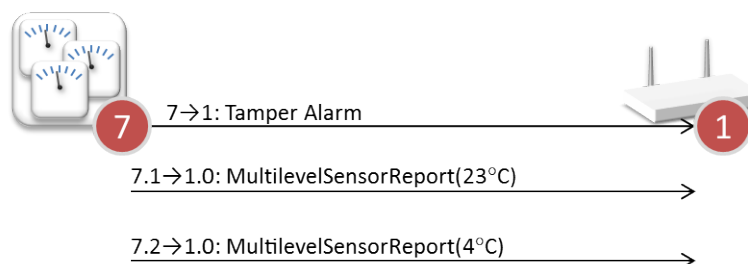 7→1: Tamper Alarm
7
1
7.1→1.0: MultilevelSensorReport(23°C)
7.2→1.0: MultilevelSensorReport(4°C)